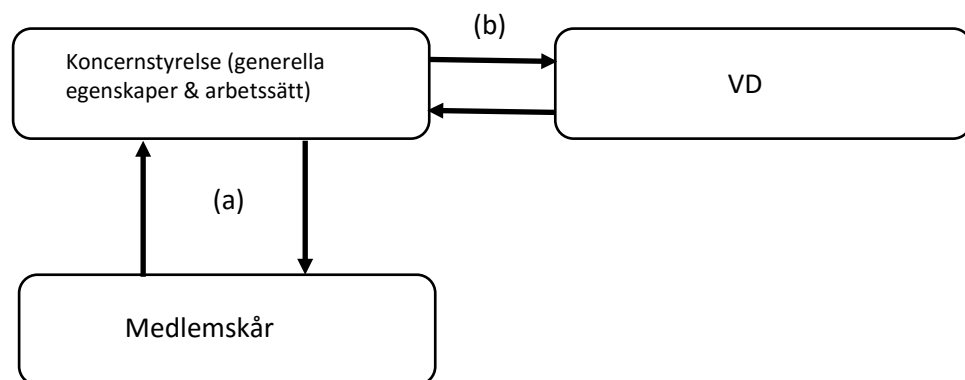 (b)
Koncernstyrelse (generella
egenskaper & arbetssätt)
VD
(a)
Medlemskår